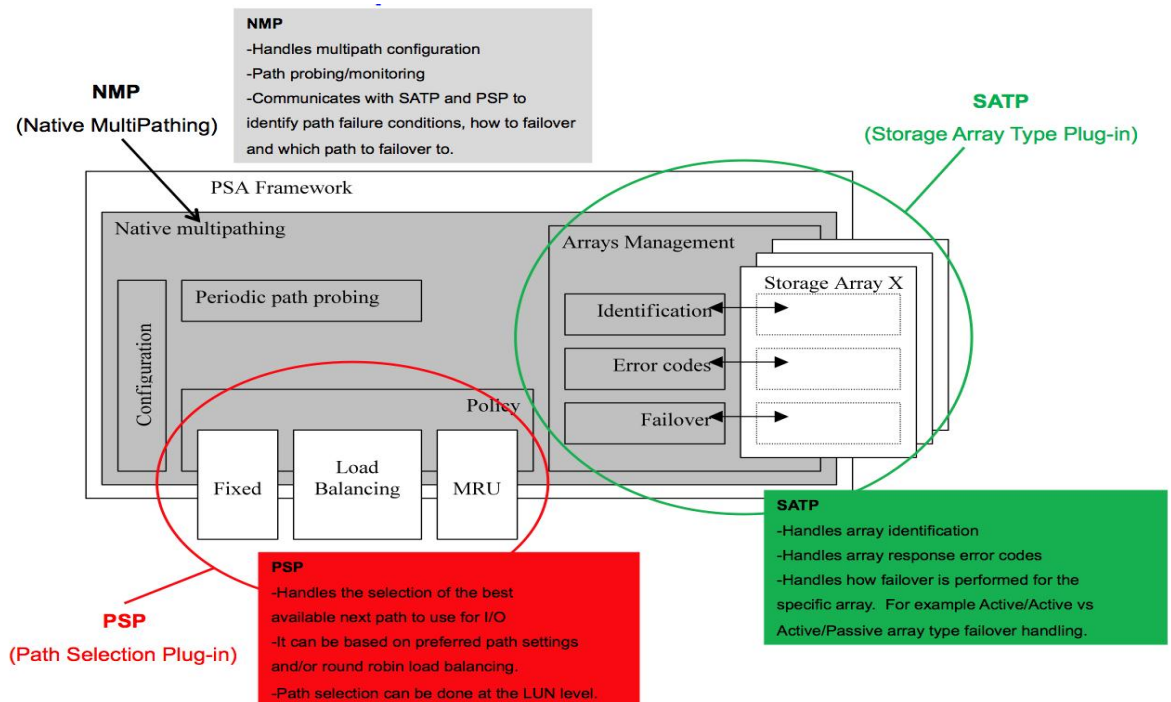 NMP
-Handles multipath configuration
-Path probing/monitoring
-Communicates with SATP and PSP to
identify path failure conditions, how to failover
and which path to failover to.
NMP
(Native MultiPathing)
SATP
(Storage Array Type Plug-in)
PSA Framework
Native multipathing
Arrays Management
Storage Array X
Periodic path probing
Identification
Configuration
Error codes
Policy
Failover
Fixed
Load
Balancing
MRU
SATP
-Handles array identification
-Handles array response error codes
-Handles how failover is performed for the
specific array. For example Active/Active vs
Active/Passive array type failover handling.
PSP
-Handles the selection of the best
available next path to use for I/O
-It can be based on preferred path settings
and/or round robin load balancing.
-Path selection can be done at the LUN level.
PSP
(Path Selection Plug-in)